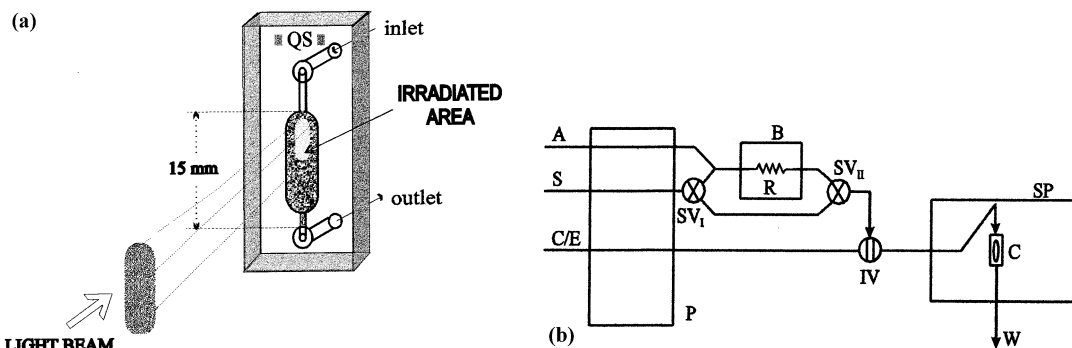 (a)
QS
inlet
IRRADIATED
AREA
15 mm
outlet
LIGHT BEAM
A
B
S
R
SV_I
SV_II
SP
C/E
IV
C
P
(b)
W